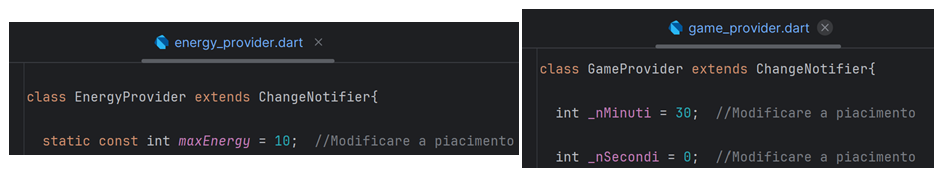 energy_provider.dart
class EnergyProvider extends ChangeNotifier{
static const int maxEnergy = 10;  //Modificare a piacimento
game_provider.dart
class GameProvider extends ChangeNotifier{
int _nMinuti = 30;  //Modificare a piacimento
int _nSecondi = 0;  //Modificare a piacimento